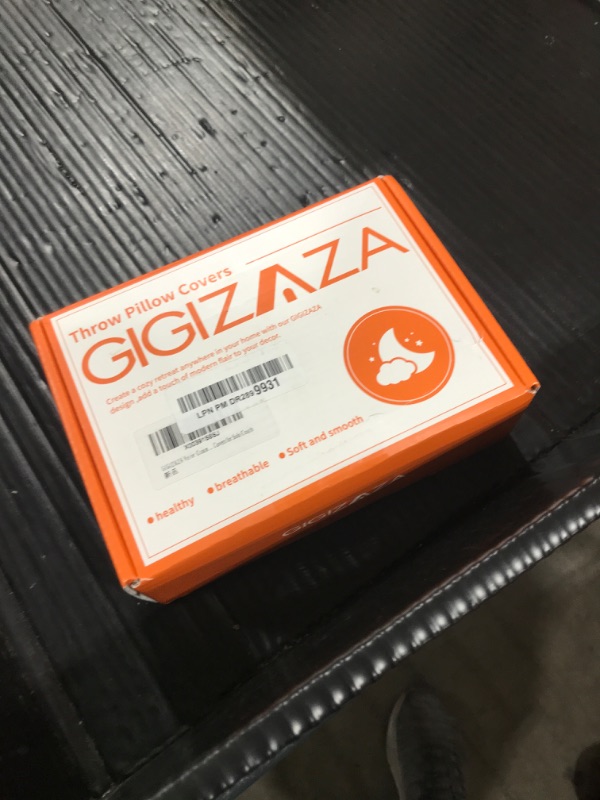 Throw Pillow Covers
GIGIZAZA
Create a cozy retreat anywhere in your home with our GIGIZAZA
design ,add a touch of modern flair to your decor.
LPN PM DR289 9931
GIGIZAZA
• healthy
• breathable
• Soft and smooth
GIGIZAZA